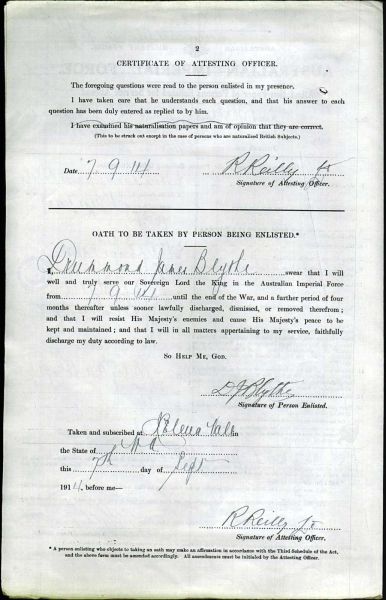 2
CERTIFICATE OF ATTESTING OFFICER.
The foregoing questions were read to the person enlisted in my presence.
I have taken care that he understands each question, and that his answer to each
question has been duly entered as replied to by him.
I have examined his naturalisation papers and am of opinion that they are correct.
(This to be struck out except in the case of persons who are naturalized British Subjects.)
Date 7 9 14 R Reilly
Signature of Attesting Officer.
OATH TO BE TAKEN BY PERSON BEING ENLISTED.*
I, Drummond James Blythe swear that I will
well and truly serve our Sovereign Lord the King in the Australian Imperial Force
from 7 9 14 until the end of the War, and a further period of four
months thereafter unless sooner lawfully discharged, dismissed, or removed therefrom;
and that I will resist His Majesty's enemies and cause His Majesty's peace to be
kept and maintained; and that I will in all matters appertaining to my service, faithfully
discharge my duty according to law.
SO HELP ME, GOD.
D J Blythe
Signature of Person Enlisted.
Taken and subscribed at Helena Vale
in
the State of W A
this 7th day of Sept
1914 before me—
R Reilly
Signature of Attesting Officer.
* A person enlisting who objects to taking an oath may make an affirmation in accordance with the Third Schedule of the Act,
and the above form must be amended accordingly. All amendments must be initialed by the Attesting Officer.